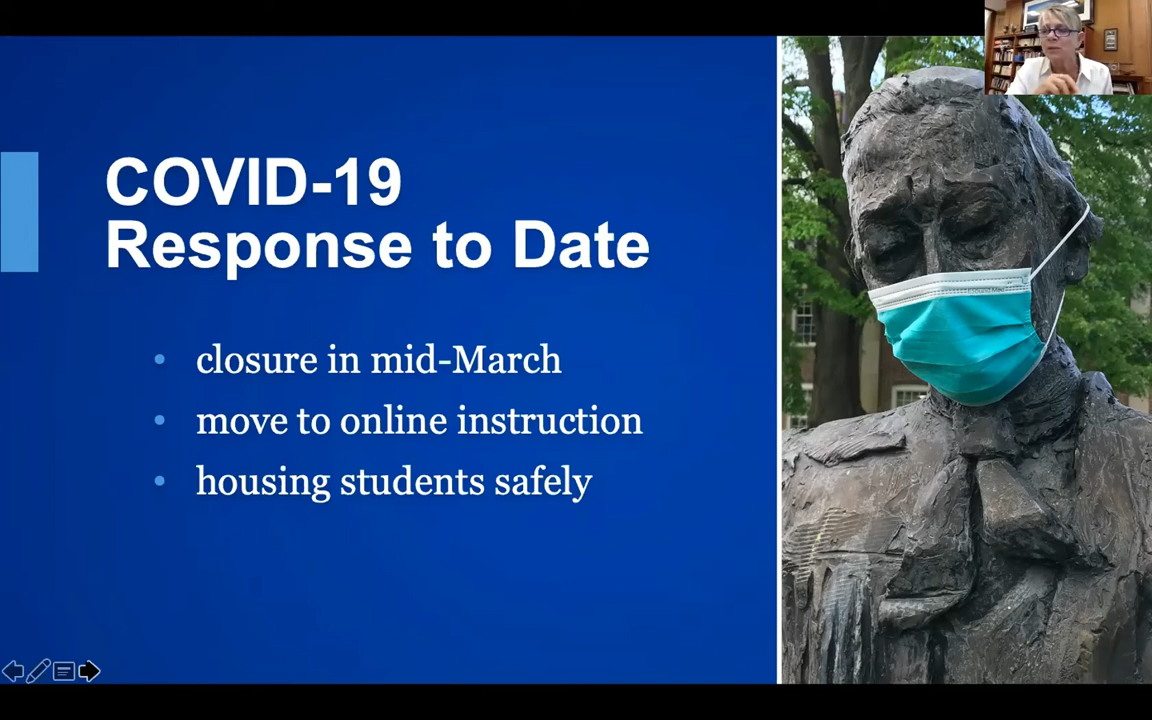 COVID-19
Response to Date
• closure in mid-March
• move to online instruction
• housing students safely